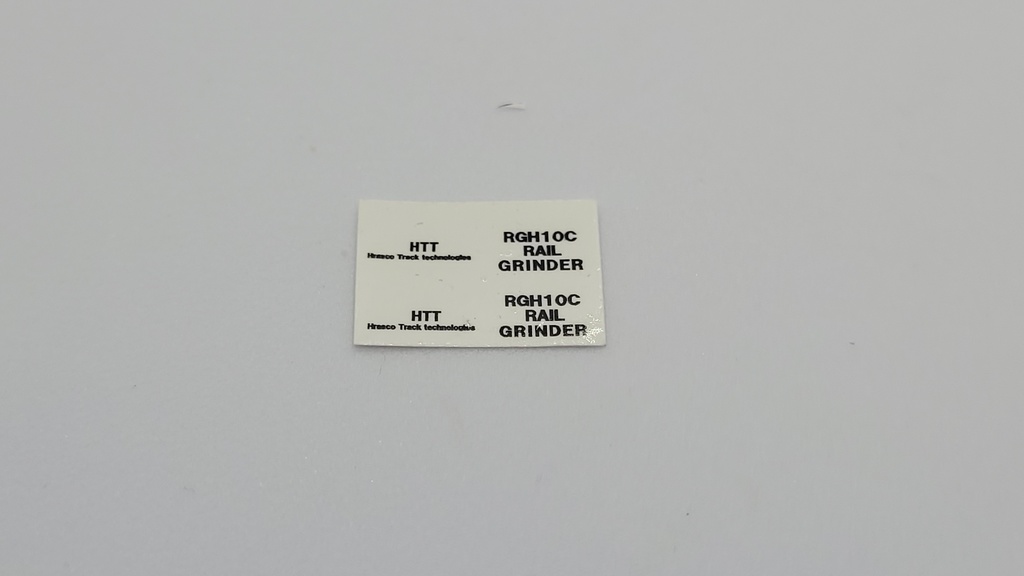 HTT
Hrasco Track technologies
RGH10C
RAIL
GRINDER
HTT
Hrasco Track technologies
RGH10C
RAIL
GRINDER